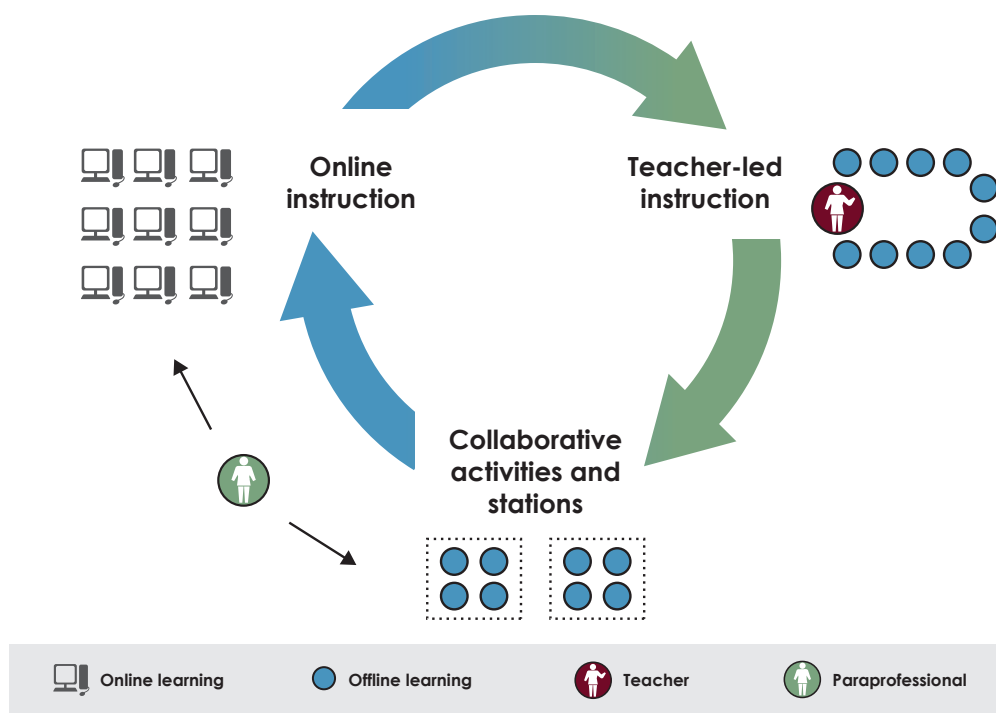 Online
instruction
Teacher-led
instruction
Collaborative
activities and
stations
Online learning
Offline learning
Teacher
Paraprofessional